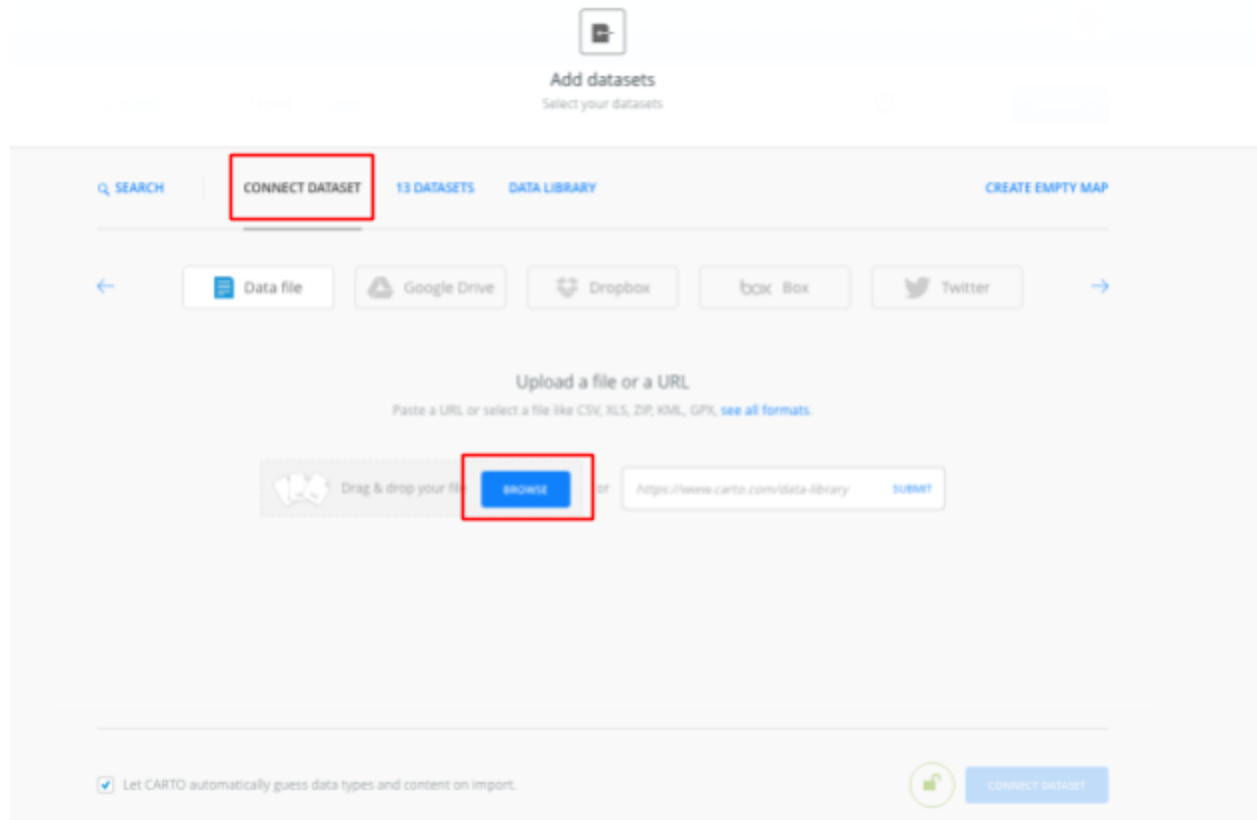 Add datasets
Select your datasets
SEARCH CONNECT DATASET 13 DATASETS DATA LIBRARY CREATE EMPTY MAP
Data file Google Drive Dropbox box Box Twitter
Upload a file or a URL
Paste a URL or select a file like CSV, XLS, ZIP, KML, GPX, see all formats.
Drag & drop your file BROWSE or https://www.carto.com/data-library SUBMIT
Let CARTO automatically guess data types and content on import. CONNECT DATASET